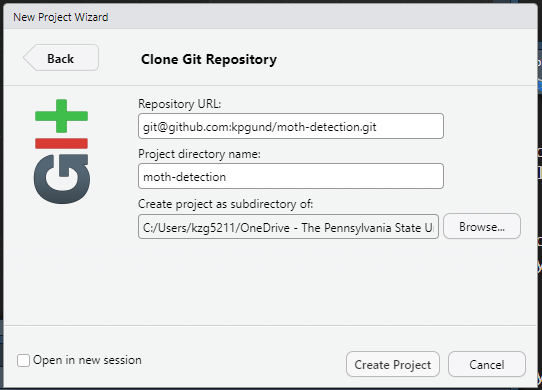 New Project Wizard
Back
Clone Git Repository
GIt
Repository URL:
git@github.com:kpgund/moth-detection.git
Project directory name:
moth-detection
Create project as subdirectory of:
C:/Users/kzg5211/OneDrive - The Pennsylvania State U
Browse...
Open in new session
Create Project
Cancel